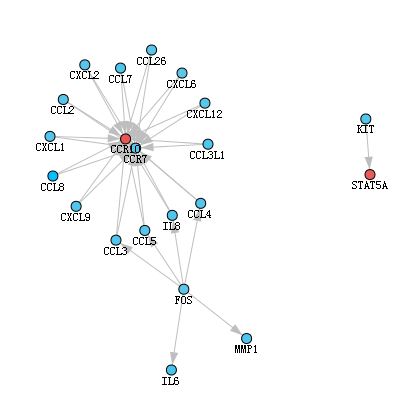 CCL26
CXCL2
CCL7
CXCL6
CCL2
CXCL12
KIT
CXCL1
CCR10
CCR7
CCL3L1
CCL8
STAT5A
CXCL9
CCL4
IL8
CCL5
CCL3
FOS
MMP1
IL6